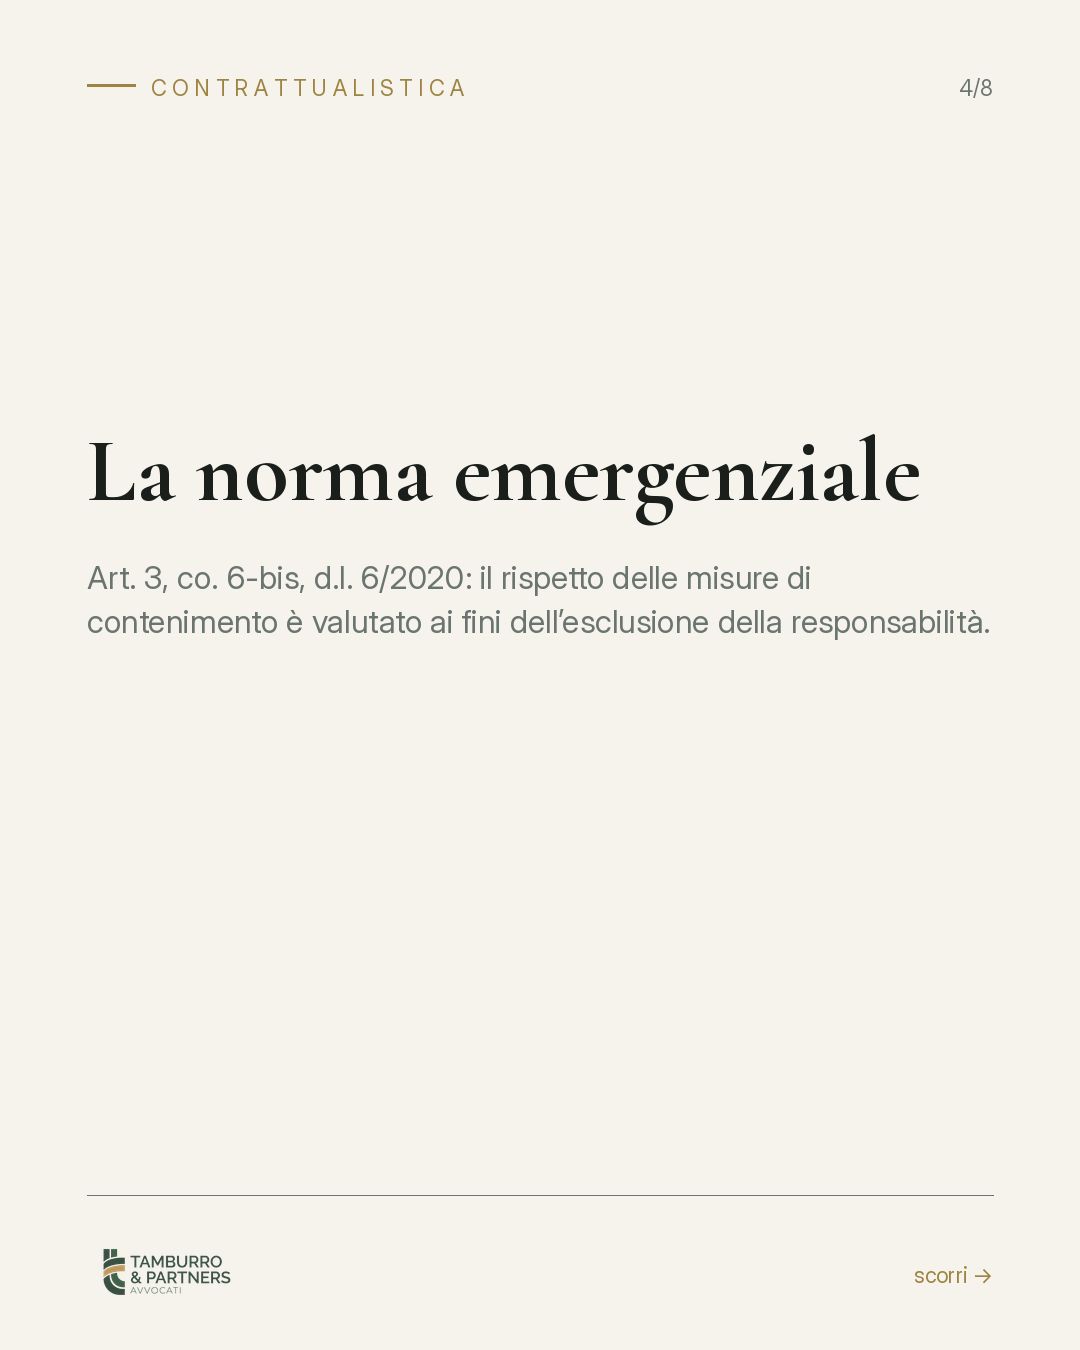 CONTRATTUALISTICA
4/8
La norma emergenziale
Art. 3, co. 6-bis, d.l. 6/2020: il rispetto delle misure di
contenimento è valutato ai fini dell’esclusione della responsabilità.
TAMBURRO
& PARTNERS
AVVOCATI
scorri →